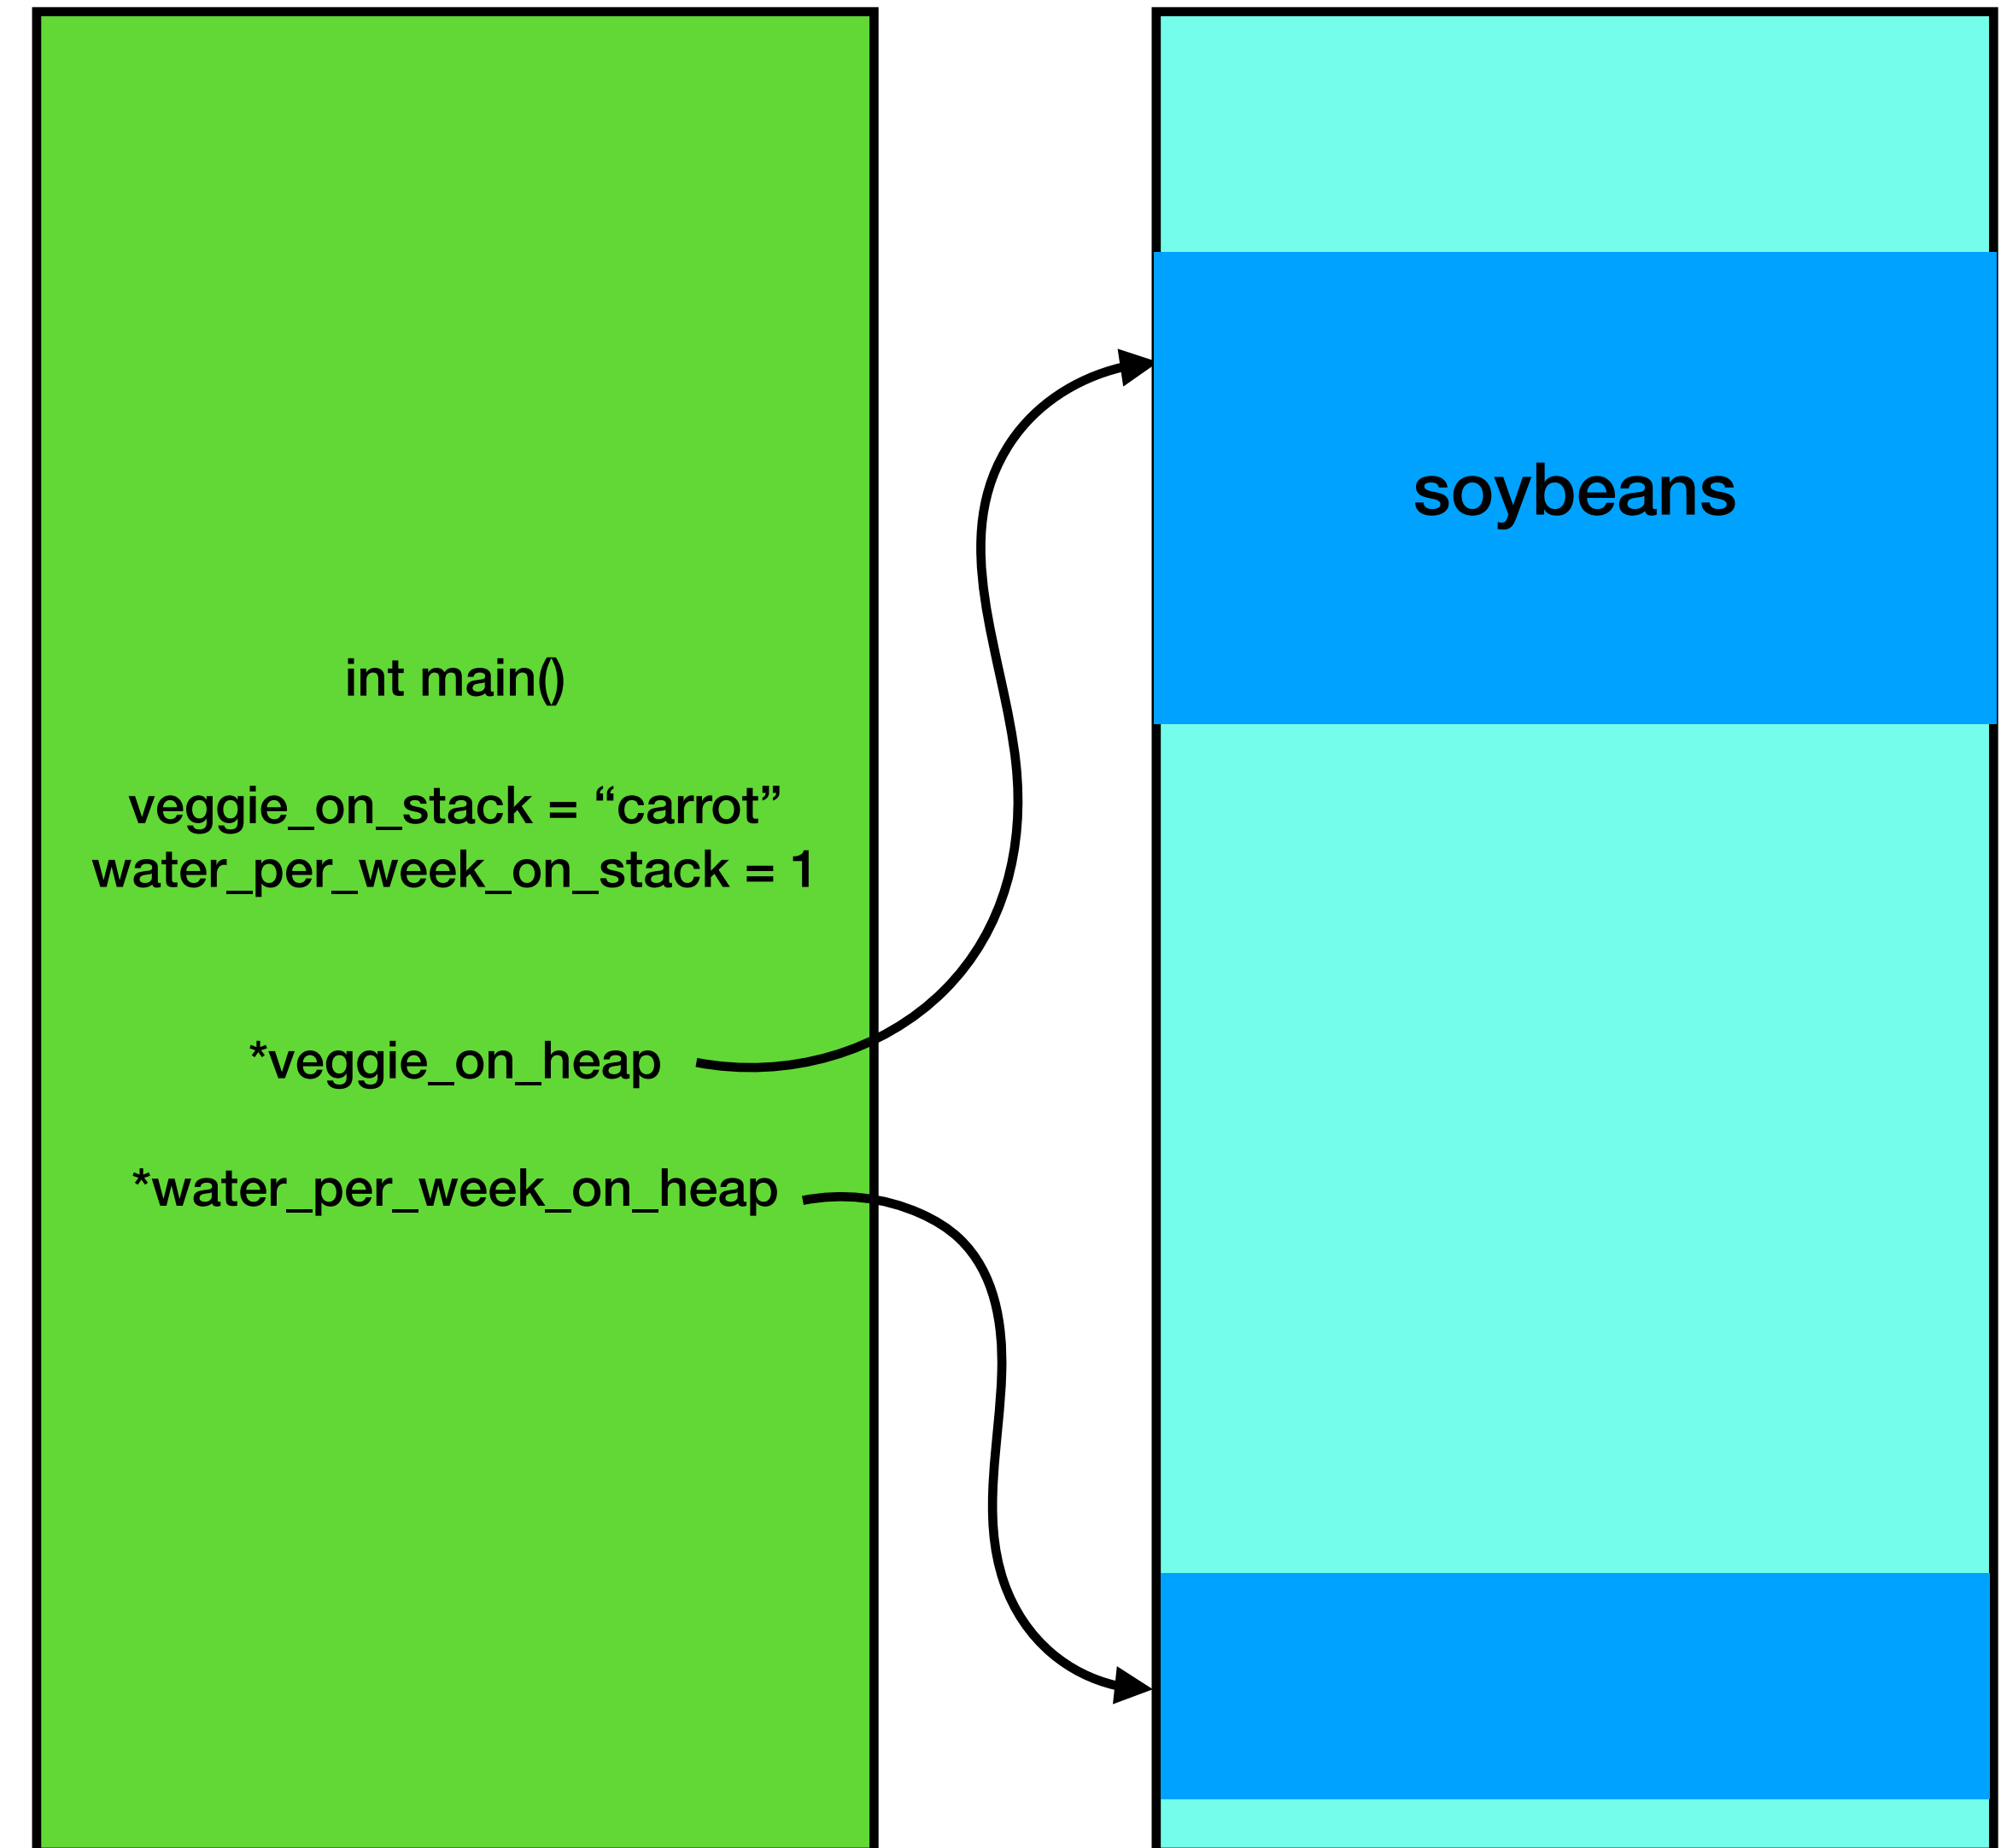 int main()
veggie_on_stack = “carrot”
water_per_week_on_stack = 1
*veggie_on_heap
*water_per_week_on_heap
soybeans